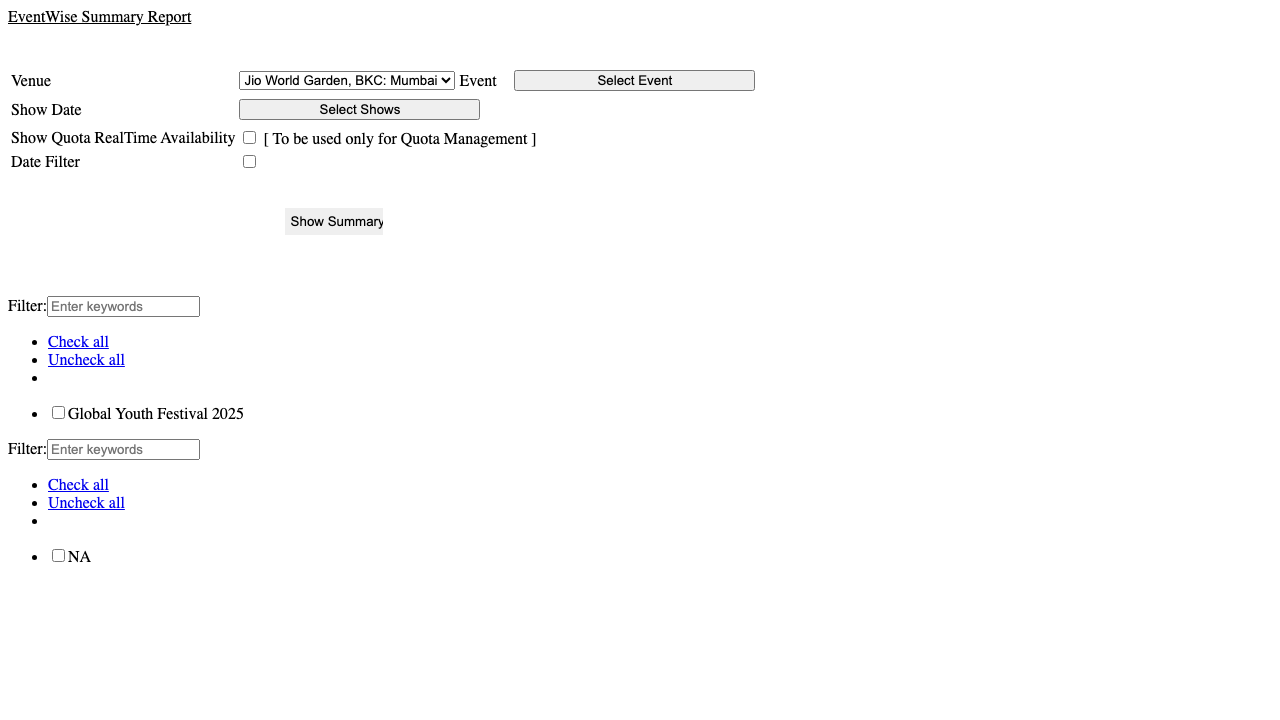 EventWise Summary Report
Venue Jio World Garden, BKC: Mumbai Event Select Event
Show Date Select Shows
Show Quota RealTime Availability [ To be used only for Quota Management ]
Date Filter
Show Summary
Filter: Enter keywords
Check all
Uncheck all
Global Youth Festival 2025
Filter: Enter keywords
Check all
Uncheck all
NA